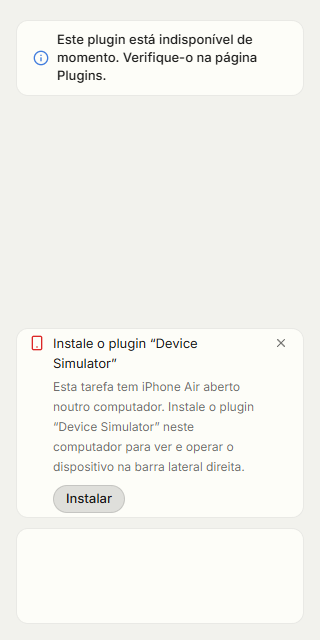 Este plugin está indisponível de
momento. Verifique-o na página
Plugins.
Instale o plugin “Device
Simulator”
Esta tarefa tem iPhone Air aberto
noutro computador. Instale o plugin
“Device Simulator” neste
computador para ver e operar o
dispositivo na barra lateral direita.
Instalar